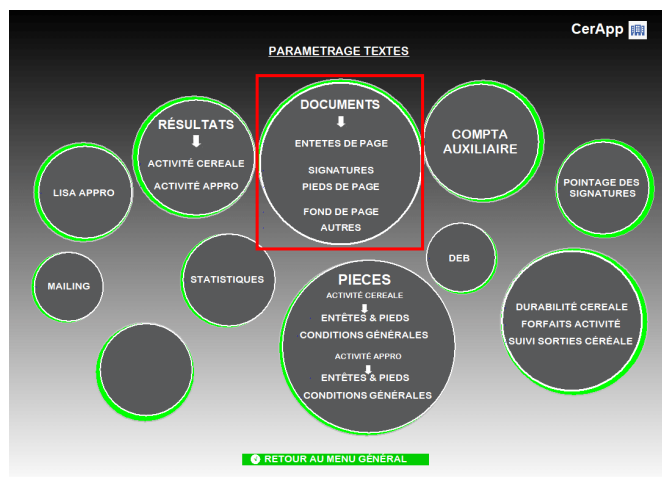 CerApp
PARAMETRAGE TEXTES
DOCUMENTS
ENTETES DE PAGE
SIGNATURES
PIEDS DE PAGE
FOND DE PAGE
AUTRES
RÉSULTATS
ACTIVITÉ CEREALE
ACTIVITÉ APPRO
COMPTA
AUXILIAIRE
LISA APPRO
POINTAGE DES
SIGNATURES
MAILING
STATISTIQUES
DEB
PIECES
ACTIVITÉ CEREALE
ENTÊTES & PIEDS
CONDITIONS GÉNÉRALES
ACTIVITÉ APPRO
ENTÊTES & PIEDS
CONDITIONS GÉNÉRALES
DURABILITÉ CEREALE
FORFAITS ACTIVITÉ
SUIVI SORTIES CÉRÉALE
RETOUR AU MENU GÉNÉRAL